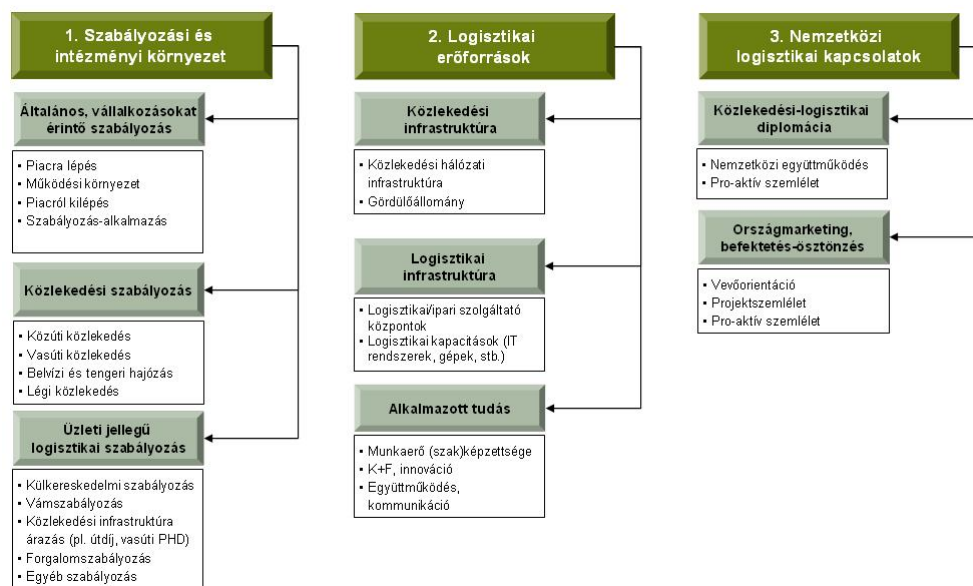 1. Szabályozási és
intézményi környezet
Általános, vállalkozásokat
érintő szabályozás
▪ Piacra lépés
▪ Működési környezet
▪ Piacról kilépés
▪ Szabályozás-alkalmazás
Közlekedési szabályozás
▪ Közúti közlekedés
▪ Vasúti közlekedés
▪ Belvízi és tengeri hajózás
▪ Légi közlekedés
Üzleti jellegű
logisztikai szabályozás
▪ Külkereskedelmi szabályozás
▪ Vámszabályozás
▪ Közlekedési infrastruktúra
árazás (pl. útdíj, vasúti PHD)
▪ Forgalomszabályozás
▪ Egyéb szabályozás
2. Logisztikai
erőforrások
Közlekedési
infrastruktúra
▪ Közlekedési hálózati
infrastruktúra
▪ Gördülőállomány
Logisztikai
infrastruktúra
▪ Logisztikai/ipari szolgáltató
központok
▪ Logisztikai kapacitások (IT
rendszerek, gépek, stb.)
Alkalmazott tudás
▪ Munkaerő (szak)képzettsége
▪ K+F, innováció
▪ Együttműködés,
kommunikáció
3. Nemzetközi
logisztikai kapcsolatok
Közlekedési-logisztikai
diplomácia
▪ Nemzetközi együttműködés
▪ Pro-aktív szemlélet
Országmarketing,
befektetés-ösztönzés
▪ Vevőorientáció
▪ Projektszemlélet
▪ Pro-aktív szemlélet